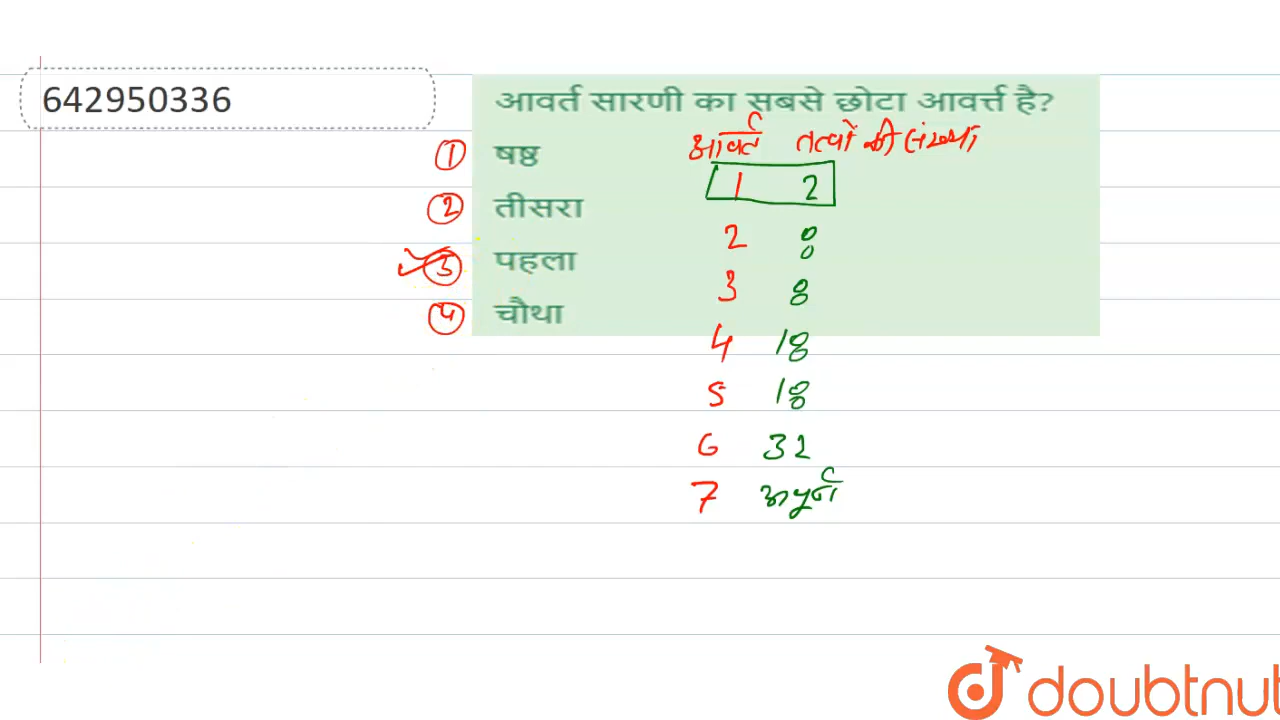 642950336
आवर्त सारणी का सबसे छोटा आवर्त्त है?
आवर्त तत्वों की संख्या
① षष्ठ
1 2
② तीसरा
2 8
③ पहला
3 8
④ चौथा
4 18
5 18
6 32
7 अपूर्ण
doubtnut